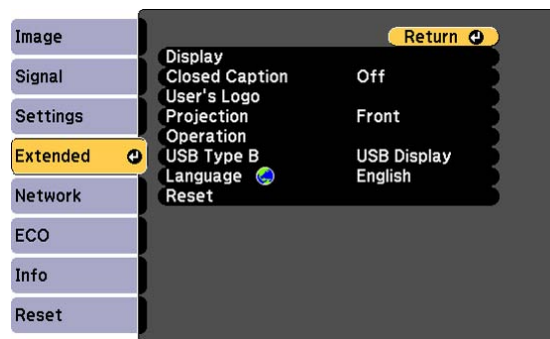 Image
Signal
Settings
Extended
Network
ECO
Info
Reset
Return
Display
Closed Caption Off
User's Logo
Projection Front
Operation
USB Type B USB Display
Language English
Reset